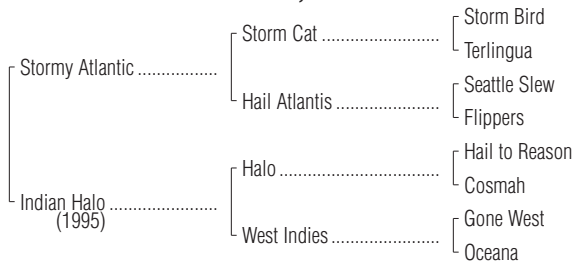 Storm Bird
Storm Cat ........................
Terlingua
Stormy Atlantic ................
Seattle Slew
Hail Atlantis .....................
Flippers
Hail to Reason
Halo .................................
Cosmah
Indian Halo ......................
(1995)
Gone West
West Indies ......................
Oceana